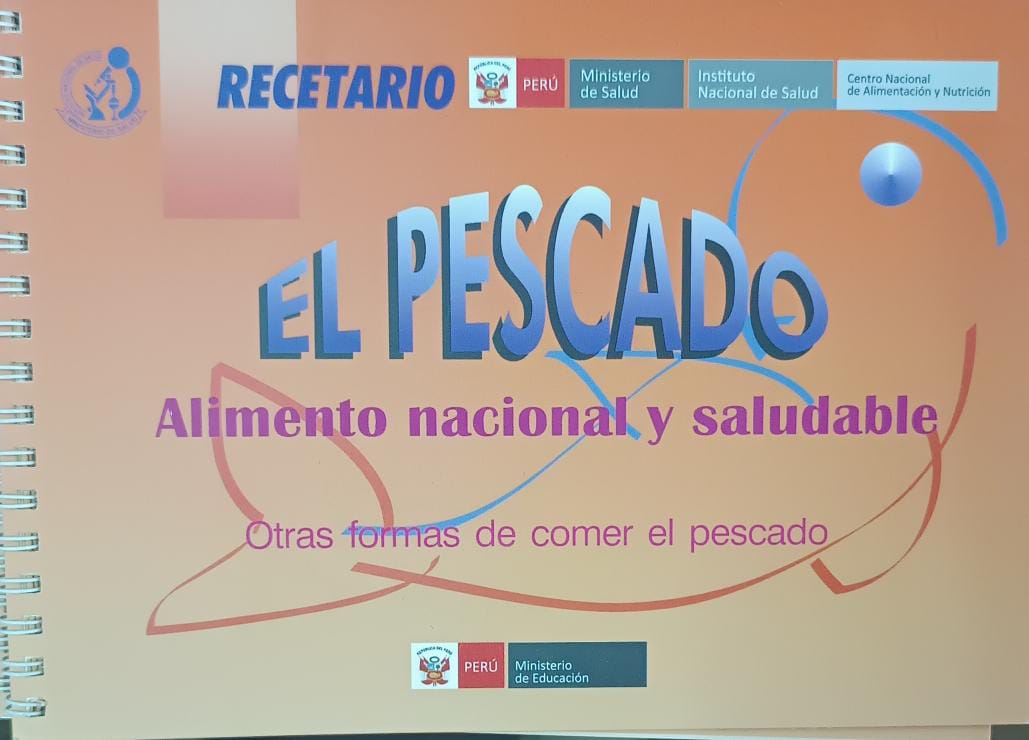 RECETARIO
PERÚ
Ministerio
de Salud
Instituto
Nacional de Salud
Centro Nacional
de Alimentación y Nutrición
EL PESCADO
Alimento nacional y saludable
Otras formas de comer el pescado
PERÚ
Ministerio
de Educación